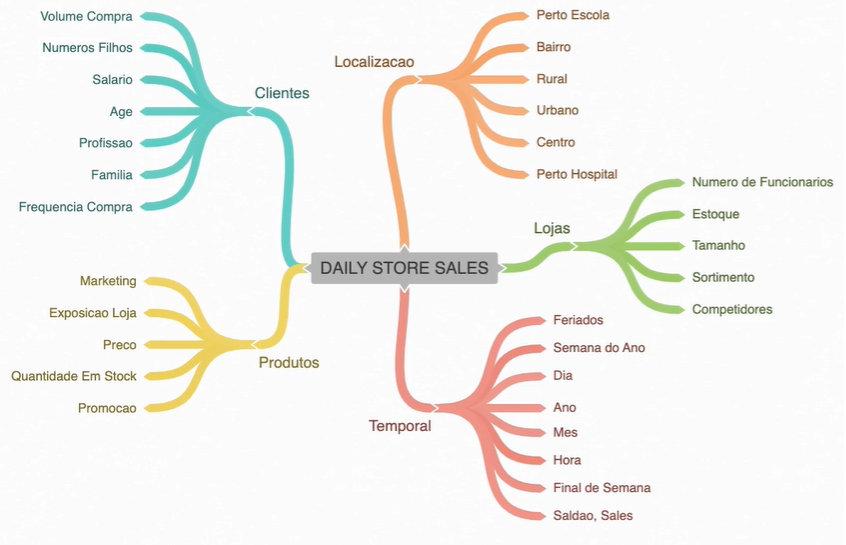 Volume Compra
Numeros Filhos
Salario
Age
Profissao
Familia
Frequencia Compra
Clientes
Localizacao
Perto Escola
Bairro
Rural
Urbano
Centro
Perto Hospital
DAILY STORE SALES
Lojas
Numero de Funcionarios
Estoque
Tamanho
Sortimento
Competidores
Marketing
Exposicao Loja
Preco
Quantidade Em Stock
Promocao
Produtos
Temporal
Feriados
Semana do Ano
Dia
Ano
Mes
Hora
Final de Semana
Saldao, Sales